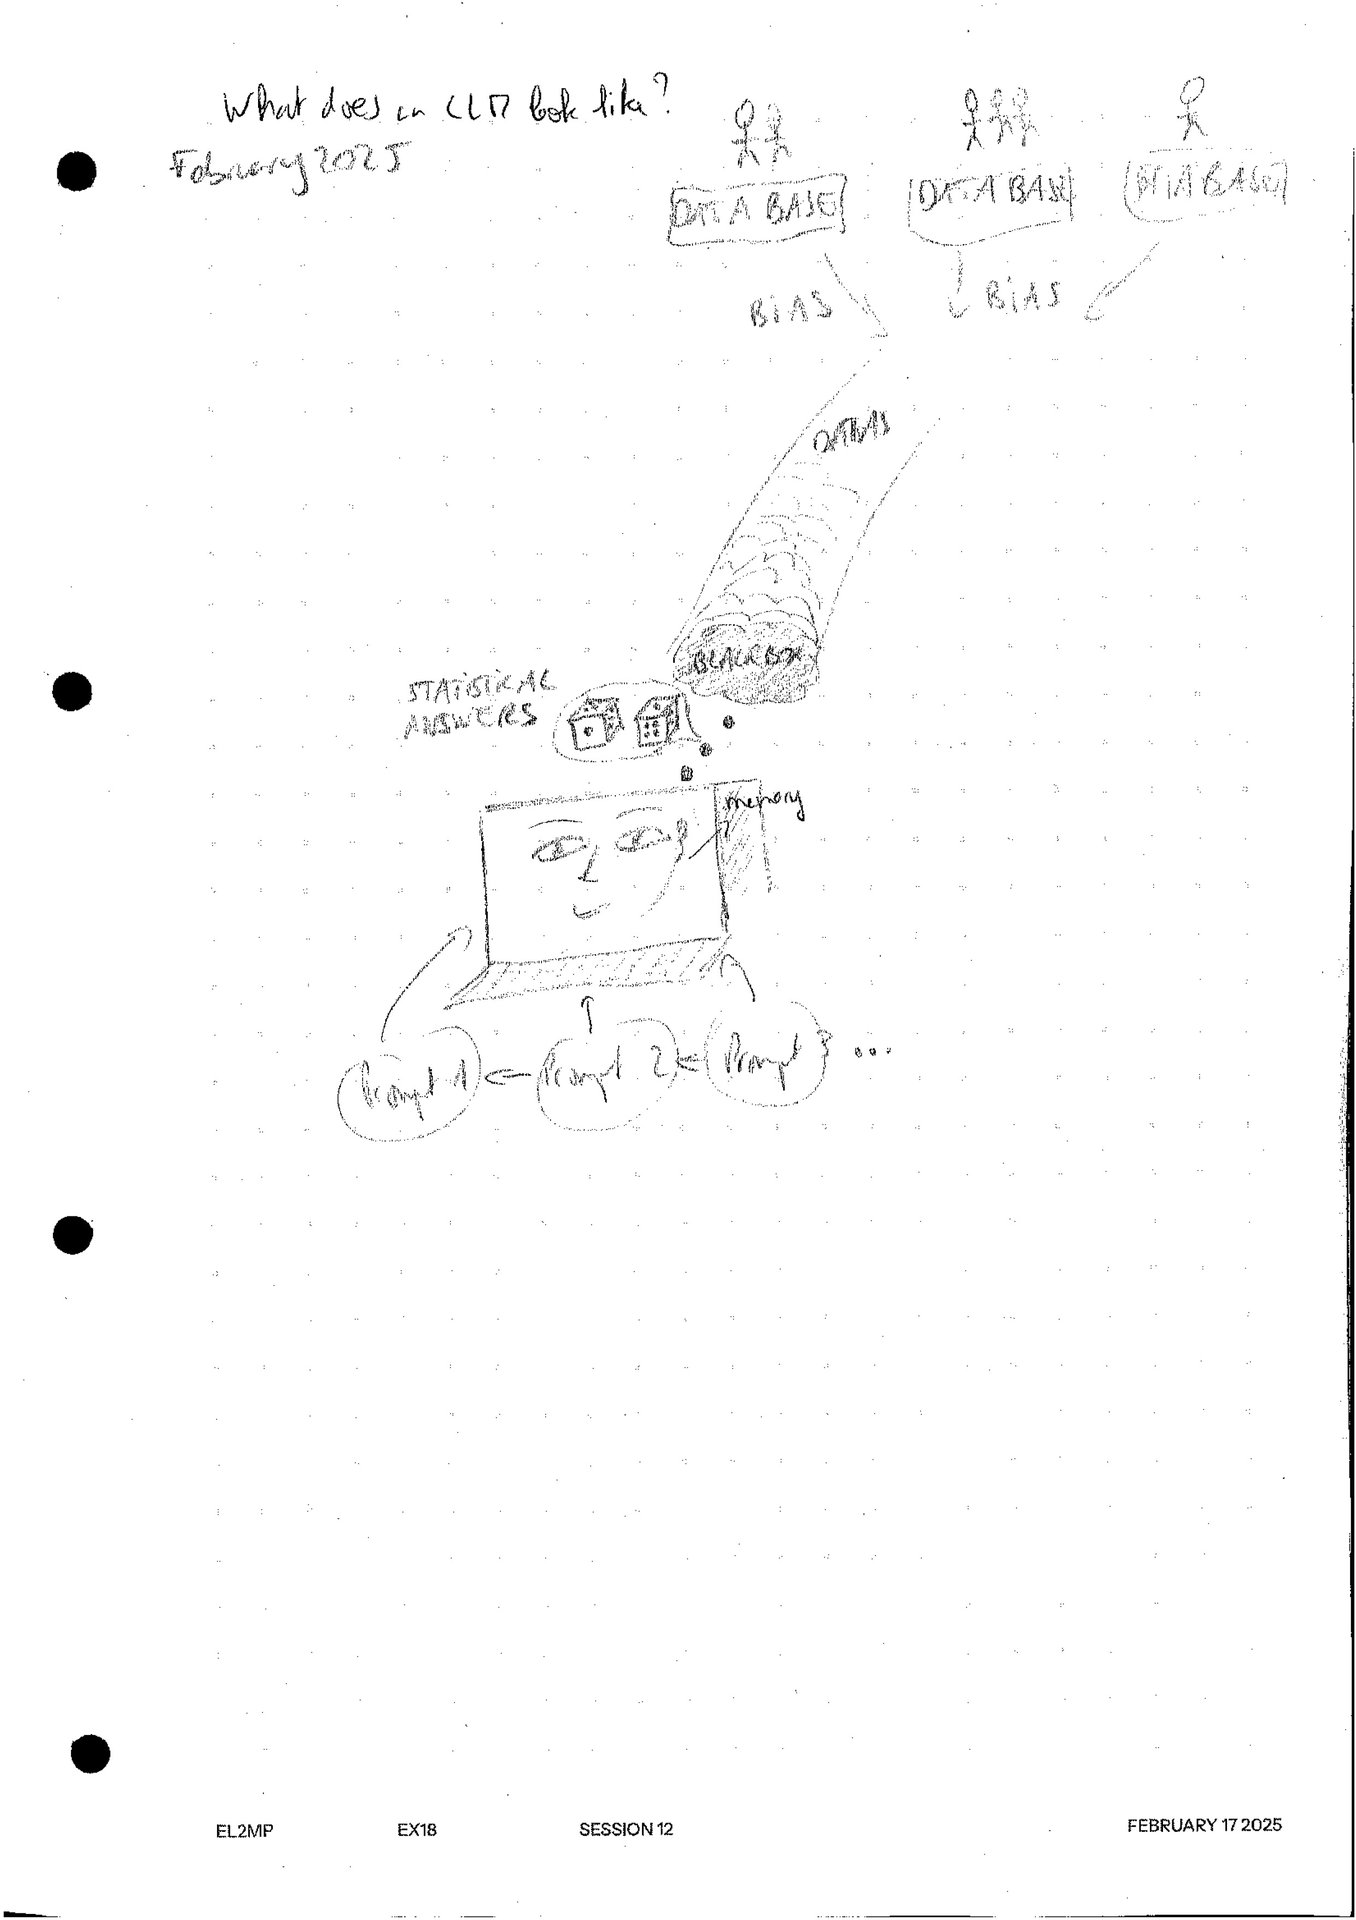 What does an LLM look like?
February 2025
DATA BASE
DATA BASE
DATA BASE
BIAS
BIAS
BLACK BOX
STATISTICAL
ANSWERS
memory
Prompt 1 ← Prompt 2 ← Prompt 3 ...
EL2MP
EX18
SESSION 12
FEBRUARY 17 2025